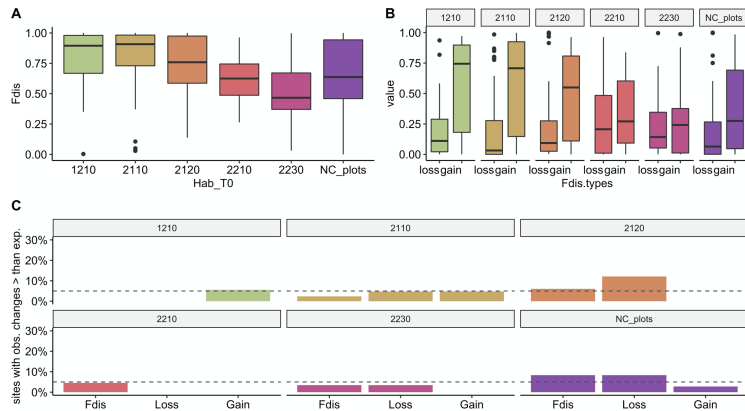 A
1.00
0.75
0.50
0.25
0.00
Fdis
1210 2110 2120 2210 2230 NC_plots
Hab_T0
B
1210 2110 2120 2210 2230 NC_plots
1.00
0.75
0.50
0.25
0.00
value
lossgain lossgain lossgain lossgain lossgain lossgain
Fdis.types
C
sites with obs. changes > than exp.
1210 2110 2120
30%
20%
10%
0%
2210 2230 NC_plots
30%
20%
10%
0%
Fdis Loss Gain Fdis Loss Gain Fdis Loss Gain